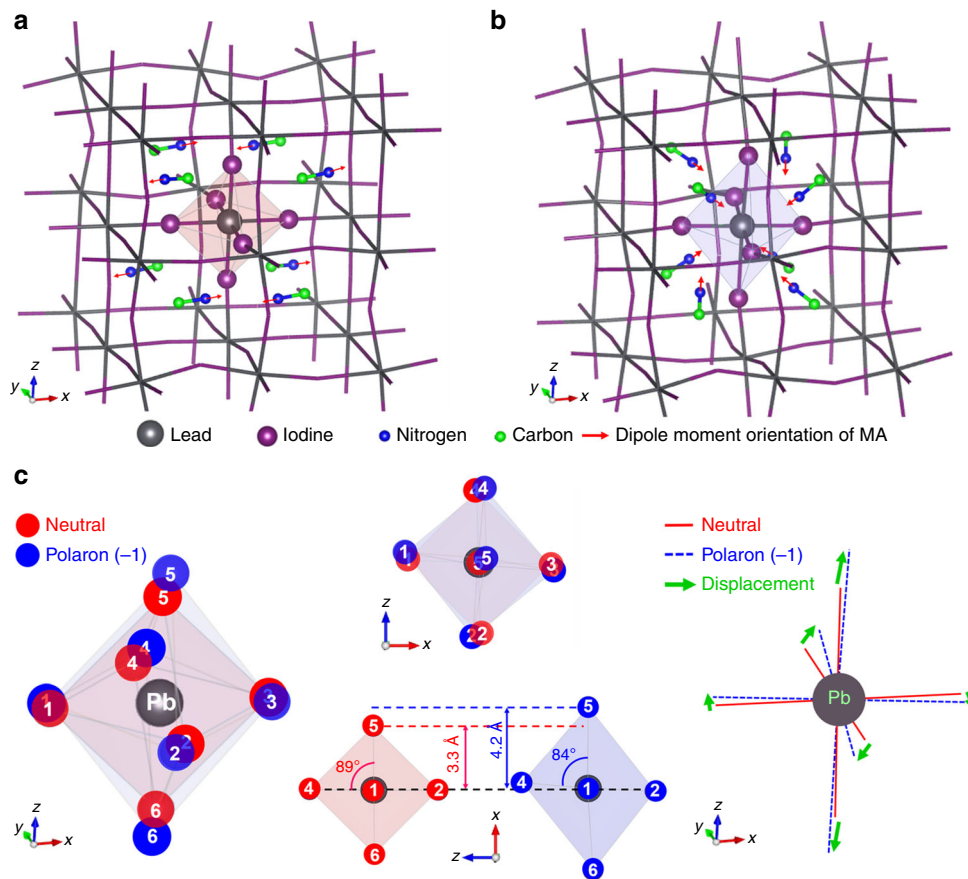 a
b
z
y
x
z
y
x
Lead
Iodine
Nitrogen
Carbon
Dipole moment orientation of MA
c
Neutral
Polaron (–1)
5
5
4
4
1
1
Pb
3
3
2
2
6
6
z
y
x
4
4
1
1
5
3
2
2
z
x
5
3.3 Å
4.2 Å
89°
4
1
2
6
5
84°
4
1
2
6
x
z
Neutral
Polaron (–1)
Displacement
Pb
z
y
x